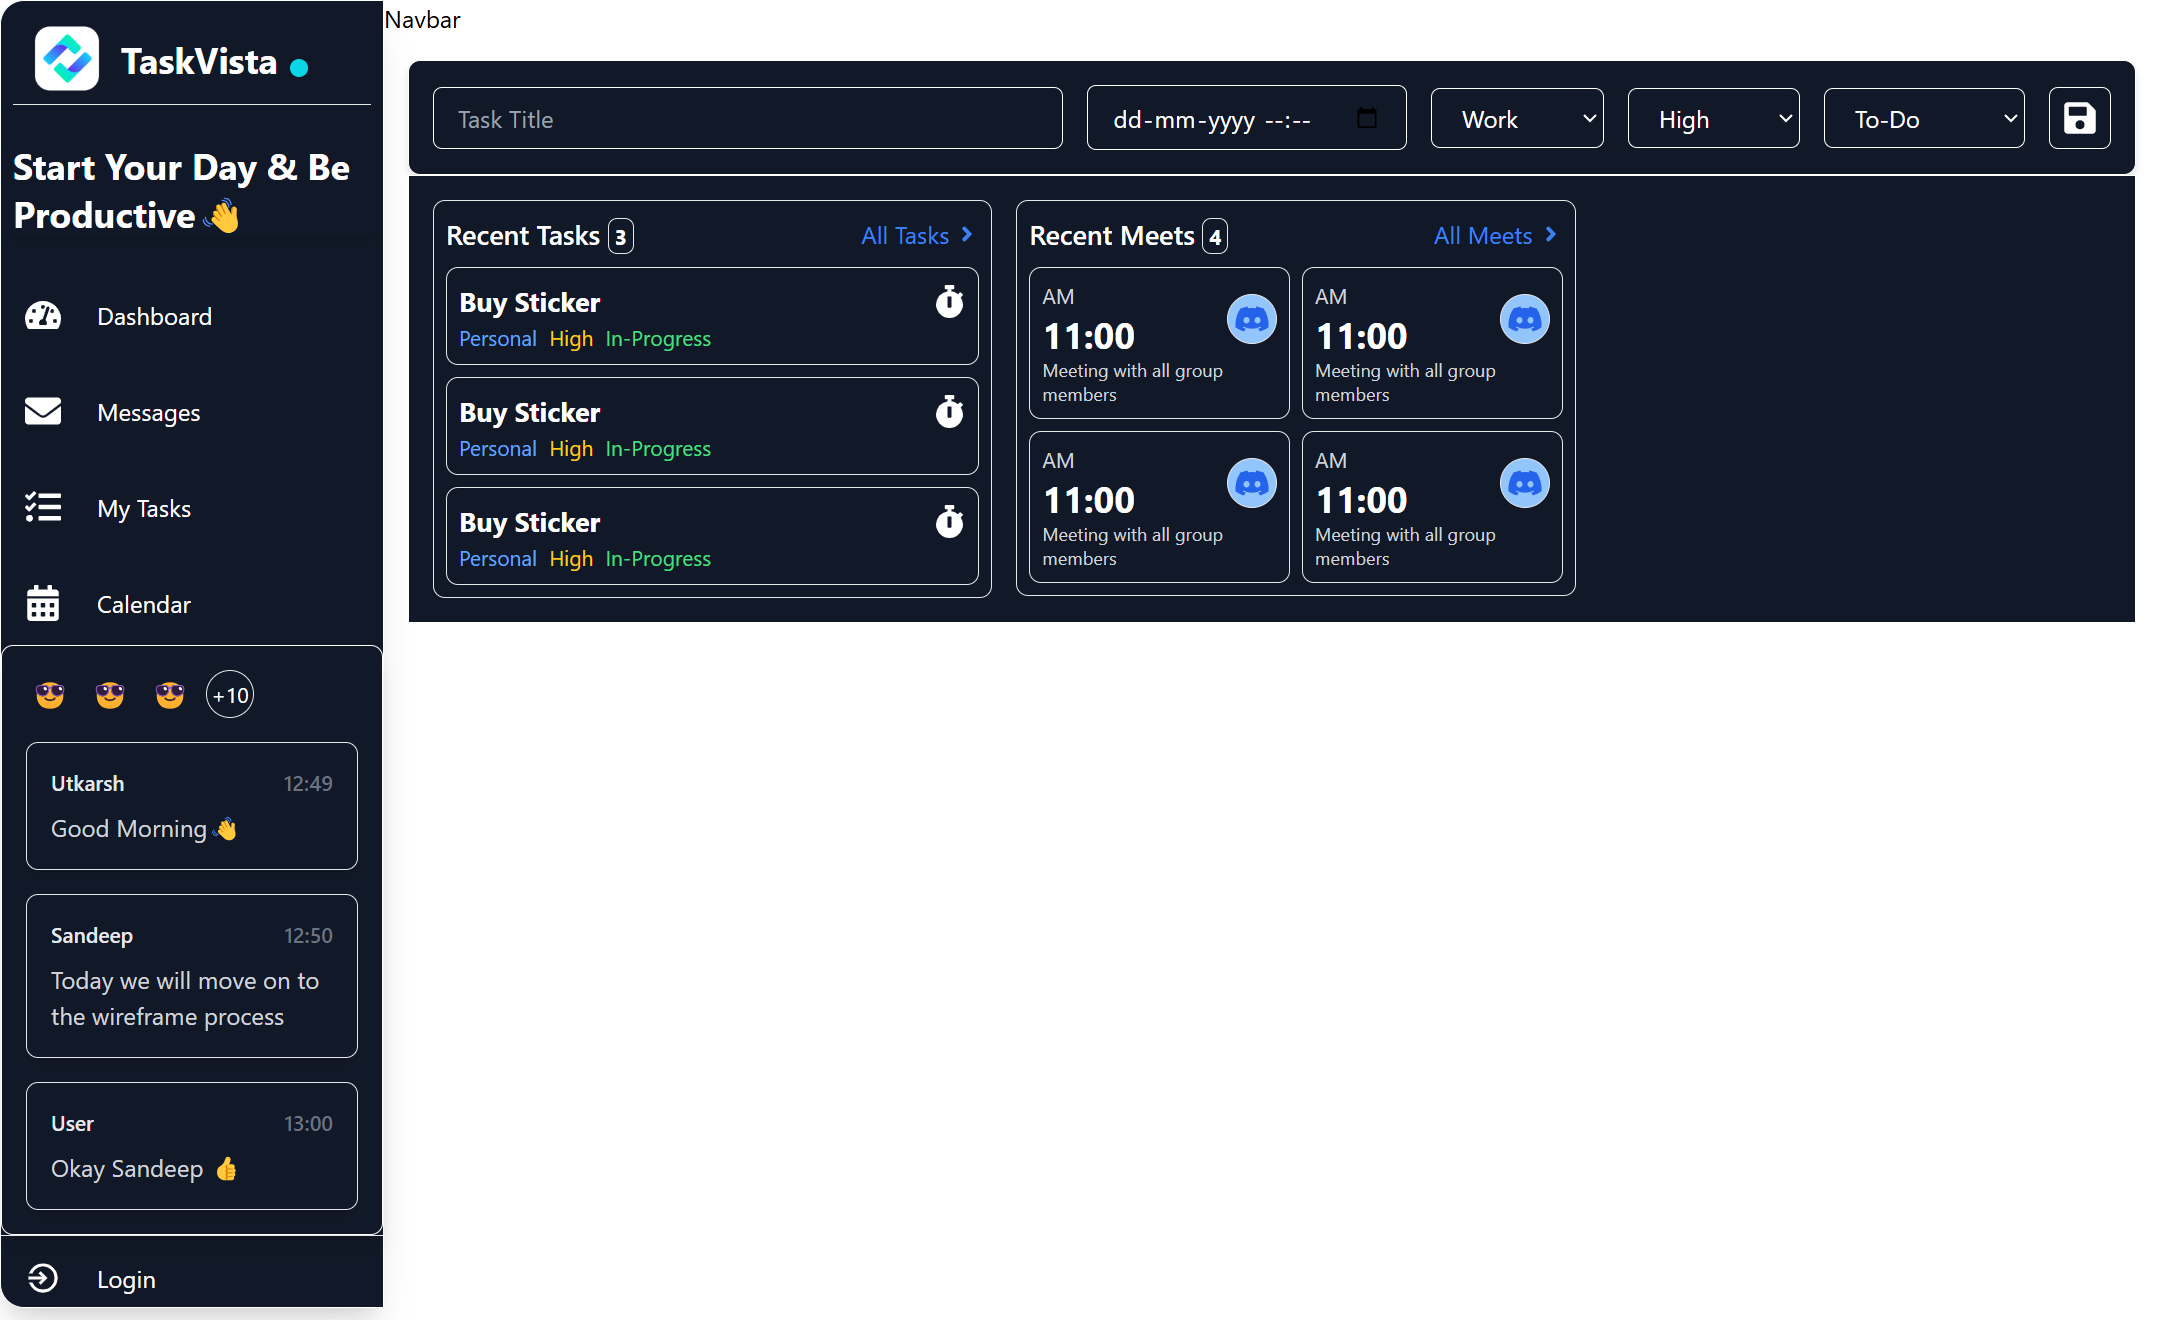 TaskVista
Start Your Day & Be
Productive 👋
Dashboard
Messages
My Tasks
Calendar
+10
Utkarsh 12:49
Good Morning 👋
Sandeep 12:50
Today we will move on to
the wireframe process
User 13:00
Okay Sandeep 👍
Login
Navbar
Task Title dd-mm-yyyy --:-- Work High To-Do
Recent Tasks 3 All Tasks
Buy Sticker
Personal High In-Progress
Buy Sticker
Personal High In-Progress
Buy Sticker
Personal High In-Progress
Recent Meets 4 All Meets
AM
11:00
Meeting with all group
members
AM
11:00
Meeting with all group
members
AM
11:00
Meeting with all group
members
AM
11:00
Meeting with all group
members